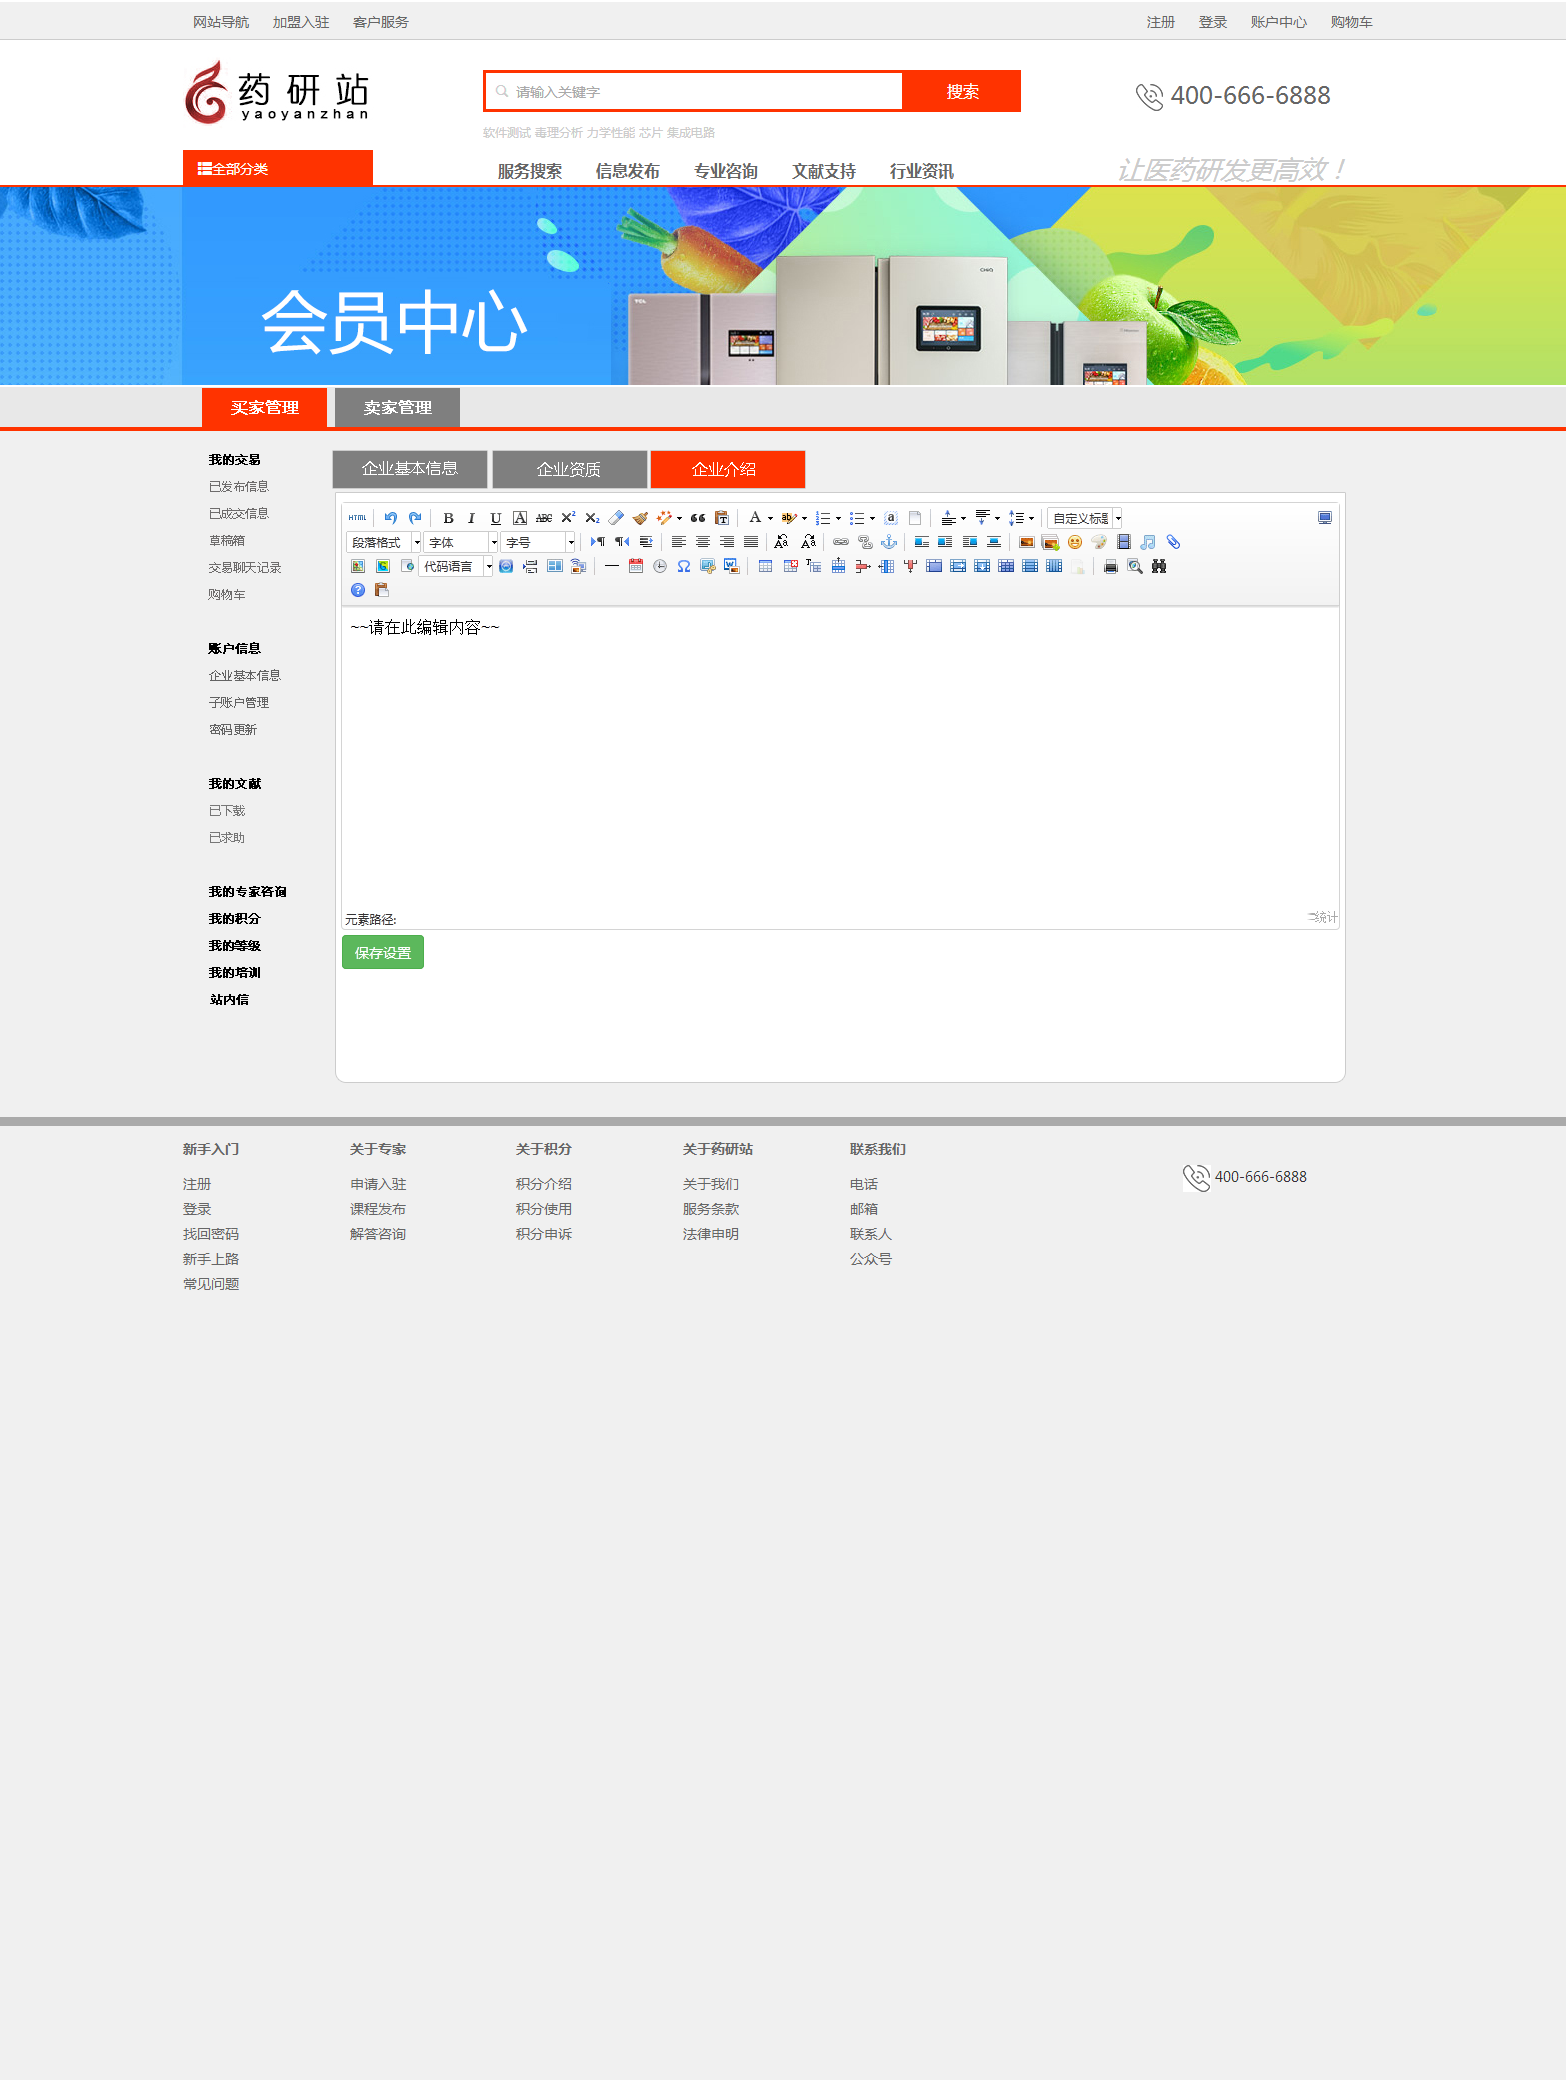 网站导航 加盟入驻 客户服务 注册 登录 账户中心 购物车
药研站
yaoyanzhan
请输入关键字 搜索
400-666-6888
软件测试 毒理分析 力学性能 芯片 集成电路
全部分类 服务搜索 信息发布 专业咨询 文献支持 行业资讯 让医药研发更高效！
会员中心
TCL
CHiQ
买家管理 卖家管理
我的交易
已发布信息
已成交信息
草稿箱
交易聊天记录
购物车
账户信息
企业基本信息
子账户管理
密码更新
我的文献
已下载
已求助
我的专家咨询
我的积分
我的等级
我的培训
站内信
企业基本信息 企业资质 企业介绍
HTML 自定义标题
段落格式 字体 字号
代码语言
~~请在此编辑内容~~
元素路径: 统计
保存设置
新手入门
注册
登录
找回密码
新手上路
常见问题
关于专家
申请入驻
课程发布
解答咨询
关于积分
积分介绍
积分使用
积分申诉
关于药研站
关于我们
服务条款
法律申明
联系我们
电话
邮箱
联系人
公众号
400-666-6888